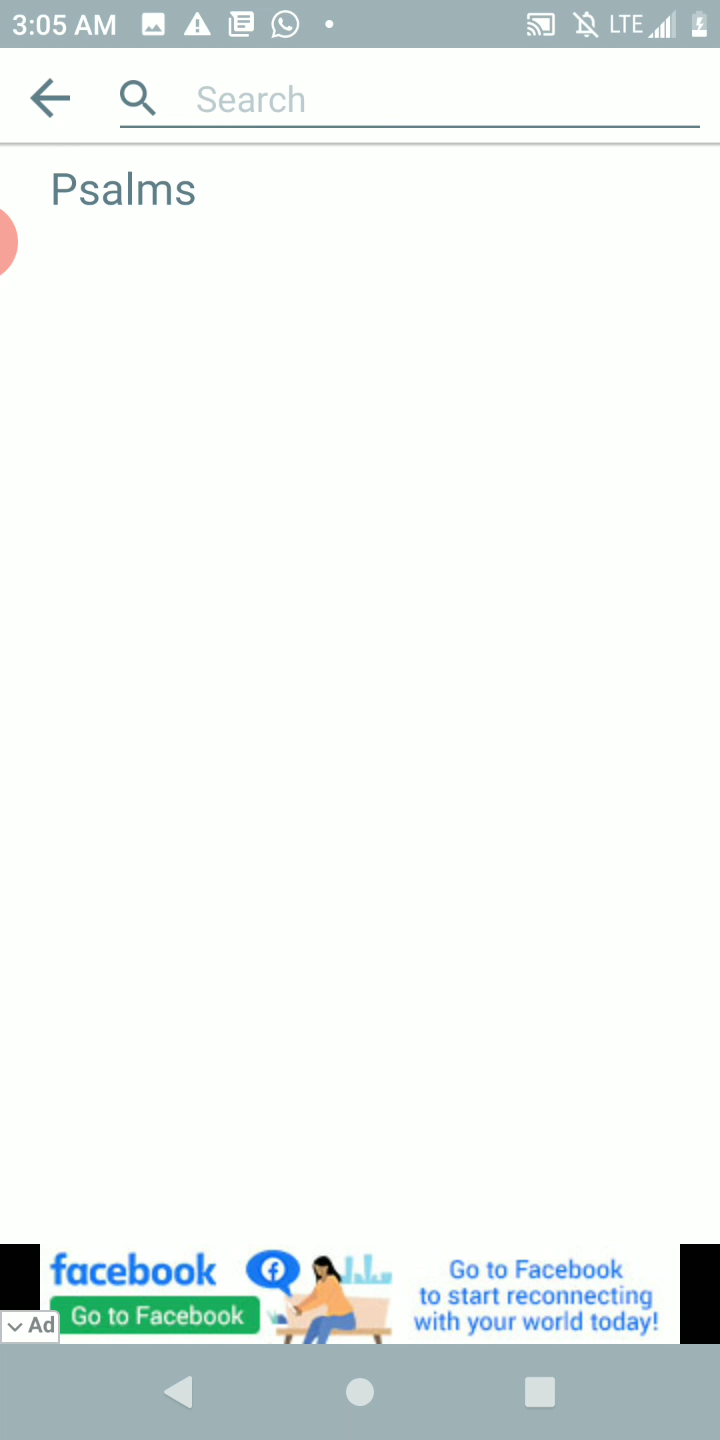 3:05 AM LTE
Search
Psalms
facebook
Go to Facebook
Go to Facebook
to start reconnecting
with your world today!
Ad